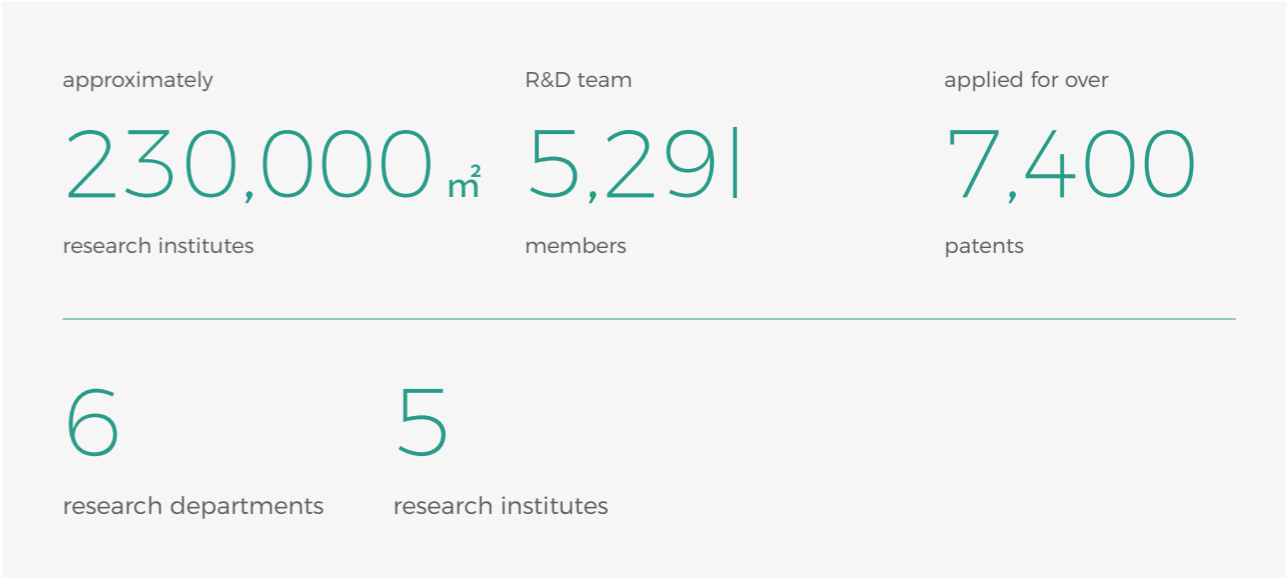 approximately
230,000 m²
research institutes
R&D team
5,291
members
applied for over
7,400
patents
6
research departments
5
research institutes